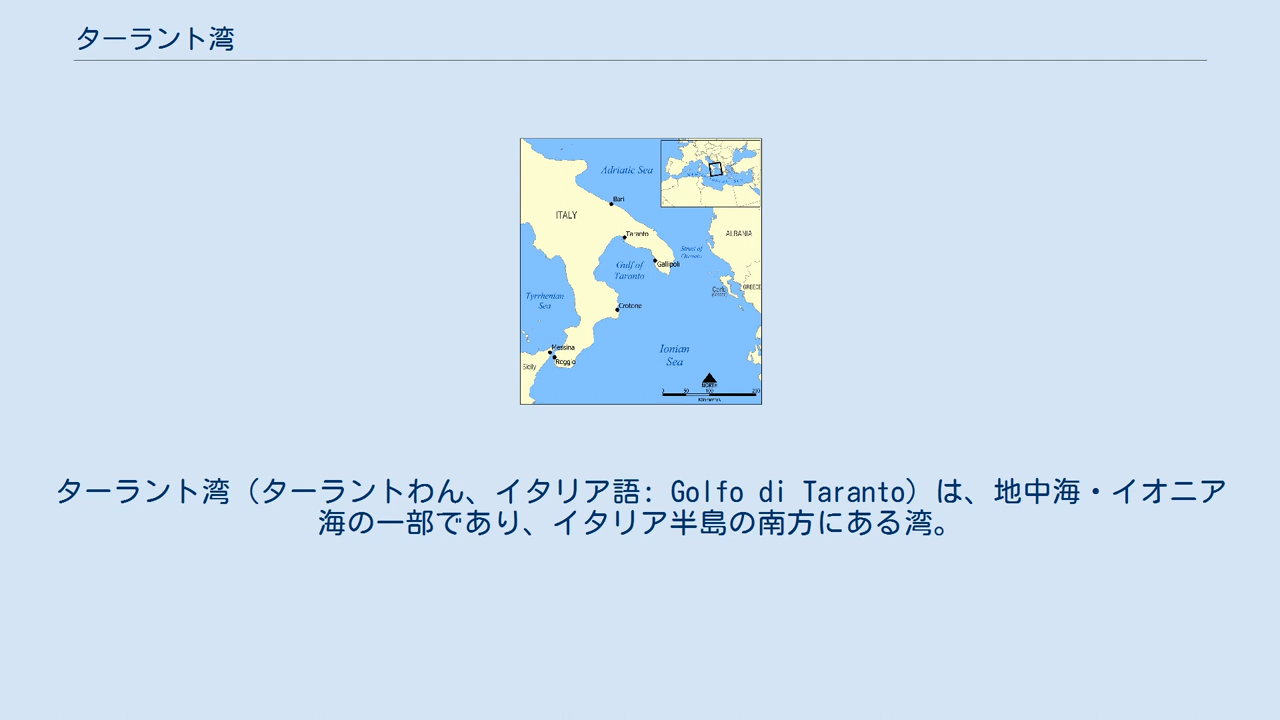 ターラント湾
Adriatic Sea
Bari
ITALY
Taranto
ALBANIA
Gulf of
Taranto
Gallipoli
GREECE
Tyrrhenian
Sea
Crotone
Ionian
Sea
Messina
Reggio
Sicily
ターラント湾（ターラントわん、イタリア語: Golfo di Taranto）は、地中海・イオニア
海の一部であり、イタリア半島の南方にある湾。